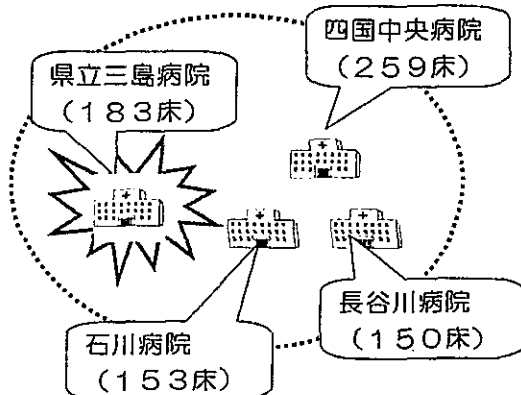 四国中央病院
（２５９床）
県立三島病院
（１８３床）
長谷川病院
（１５０床）
石川病院
（１５３床）